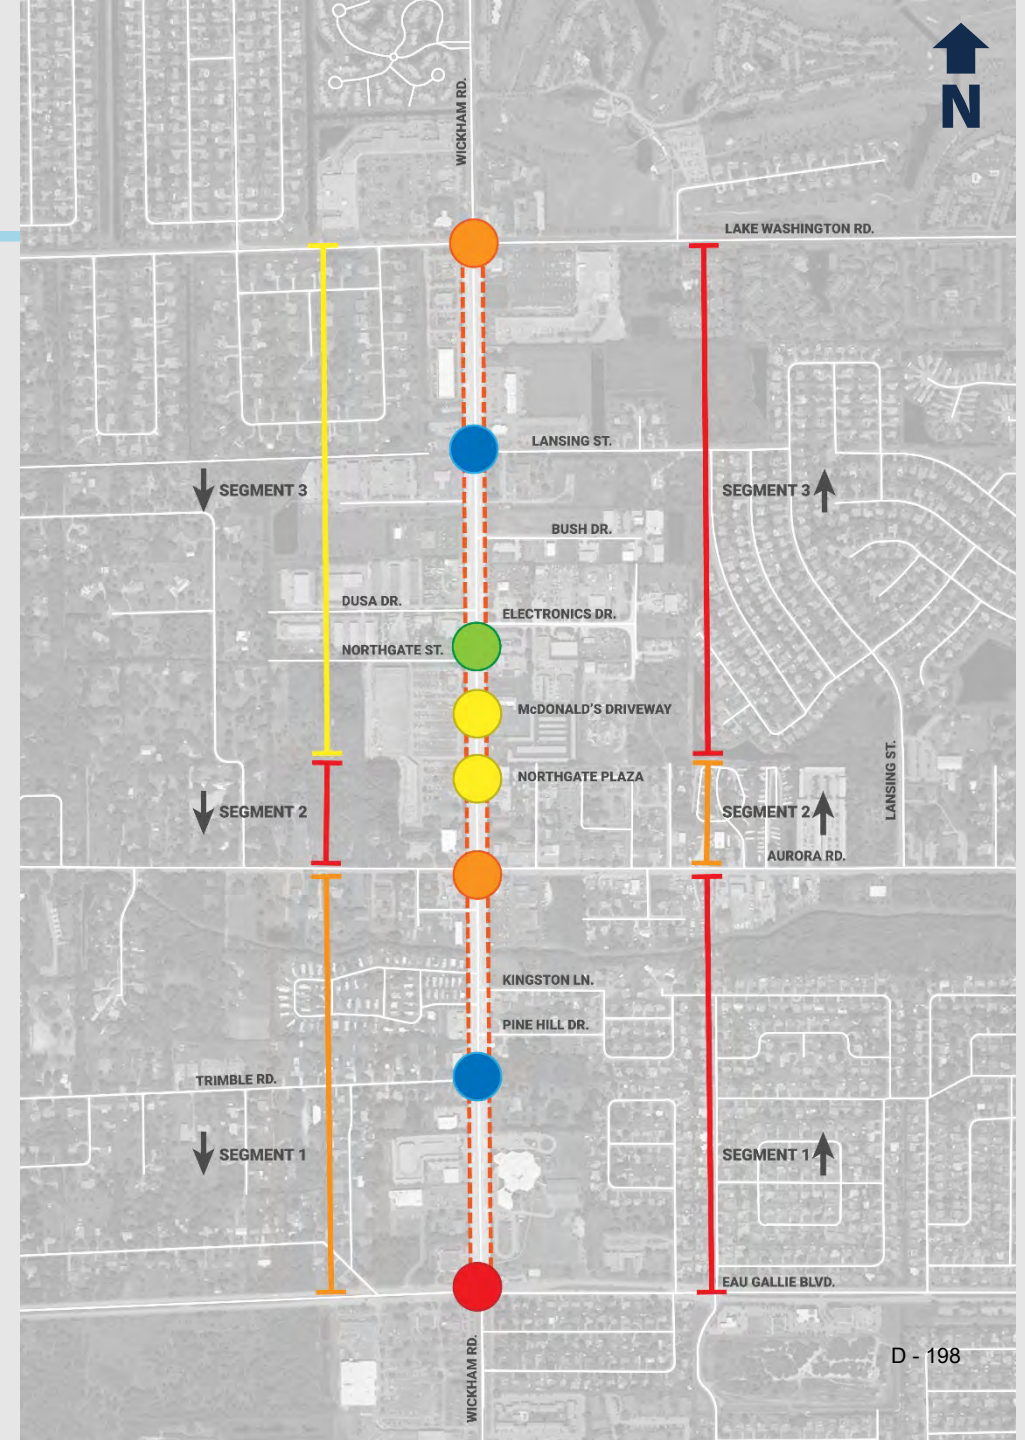 N
WICKHAM RD.
LAKE WASHINGTON RD.
LANSING ST.
SEGMENT 3
SEGMENT 3
BUSH DR.
DUSA DR.
ELECTRONICS DR.
NORTHGATE ST.
McDONALD'S DRIVEWAY
LANSING ST.
NORTHGATE PLAZA
SEGMENT 2
SEGMENT 2
AURORA RD.
KINGSTON LN.
PINE HILL DR.
TRIMBLE RD.
SEGMENT 1
SEGMENT 1
EAU GALLIE BLVD.
WICKHAM RD.
D - 198